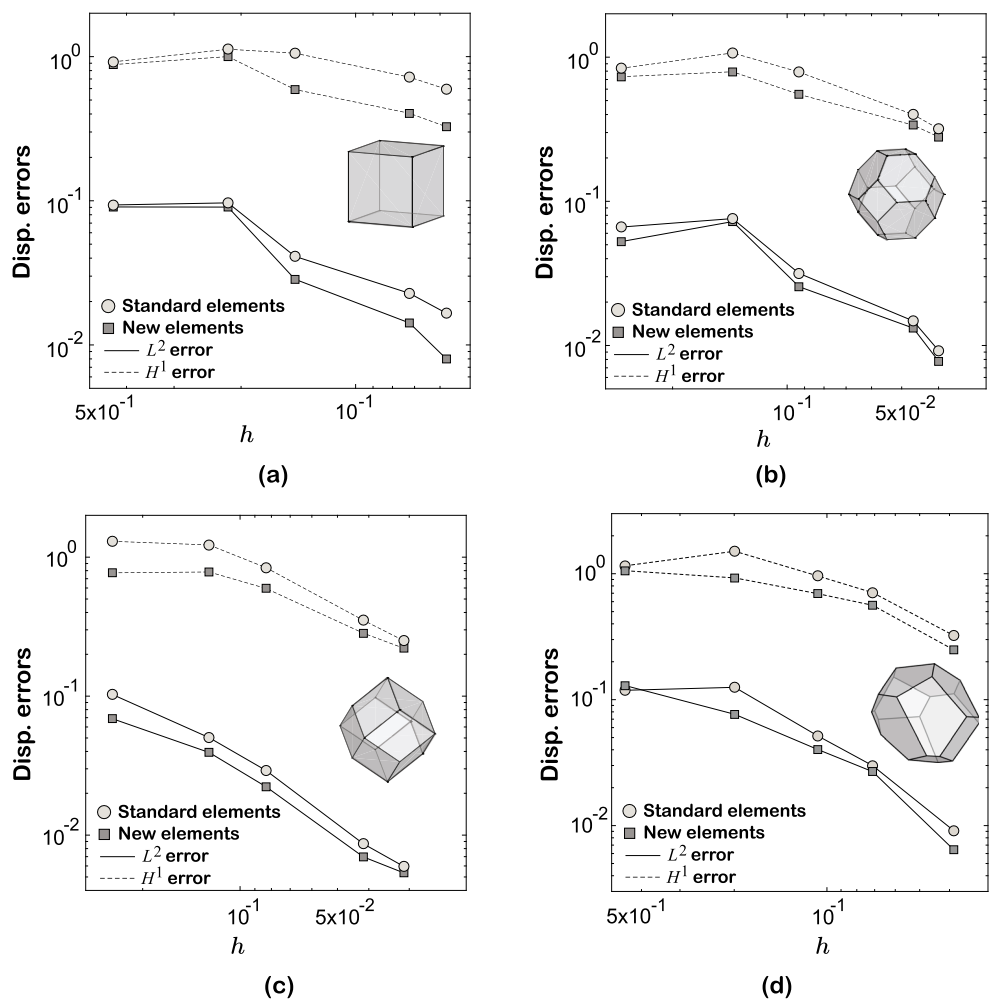 10^0
10^-1
10^-2
Disp. errors
Standard elements
New elements
L^2 error
H^1 error
5x10^-1
10^-1
h
(a)
10^0
10^-1
10^-2
Disp. errors
Standard elements
New elements
L^2 error
H^1 error
10^-1
5x10^-2
h
(b)
10^0
10^-1
10^-2
Disp. errors
Standard elements
New elements
L^2 error
H^1 error
10^-1
5x10^-2
h
(c)
10^0
10^-1
10^-2
Disp. errors
Standard elements
New elements
L^2 error
H^1 error
5x10^-1
10^-1
h
(d)